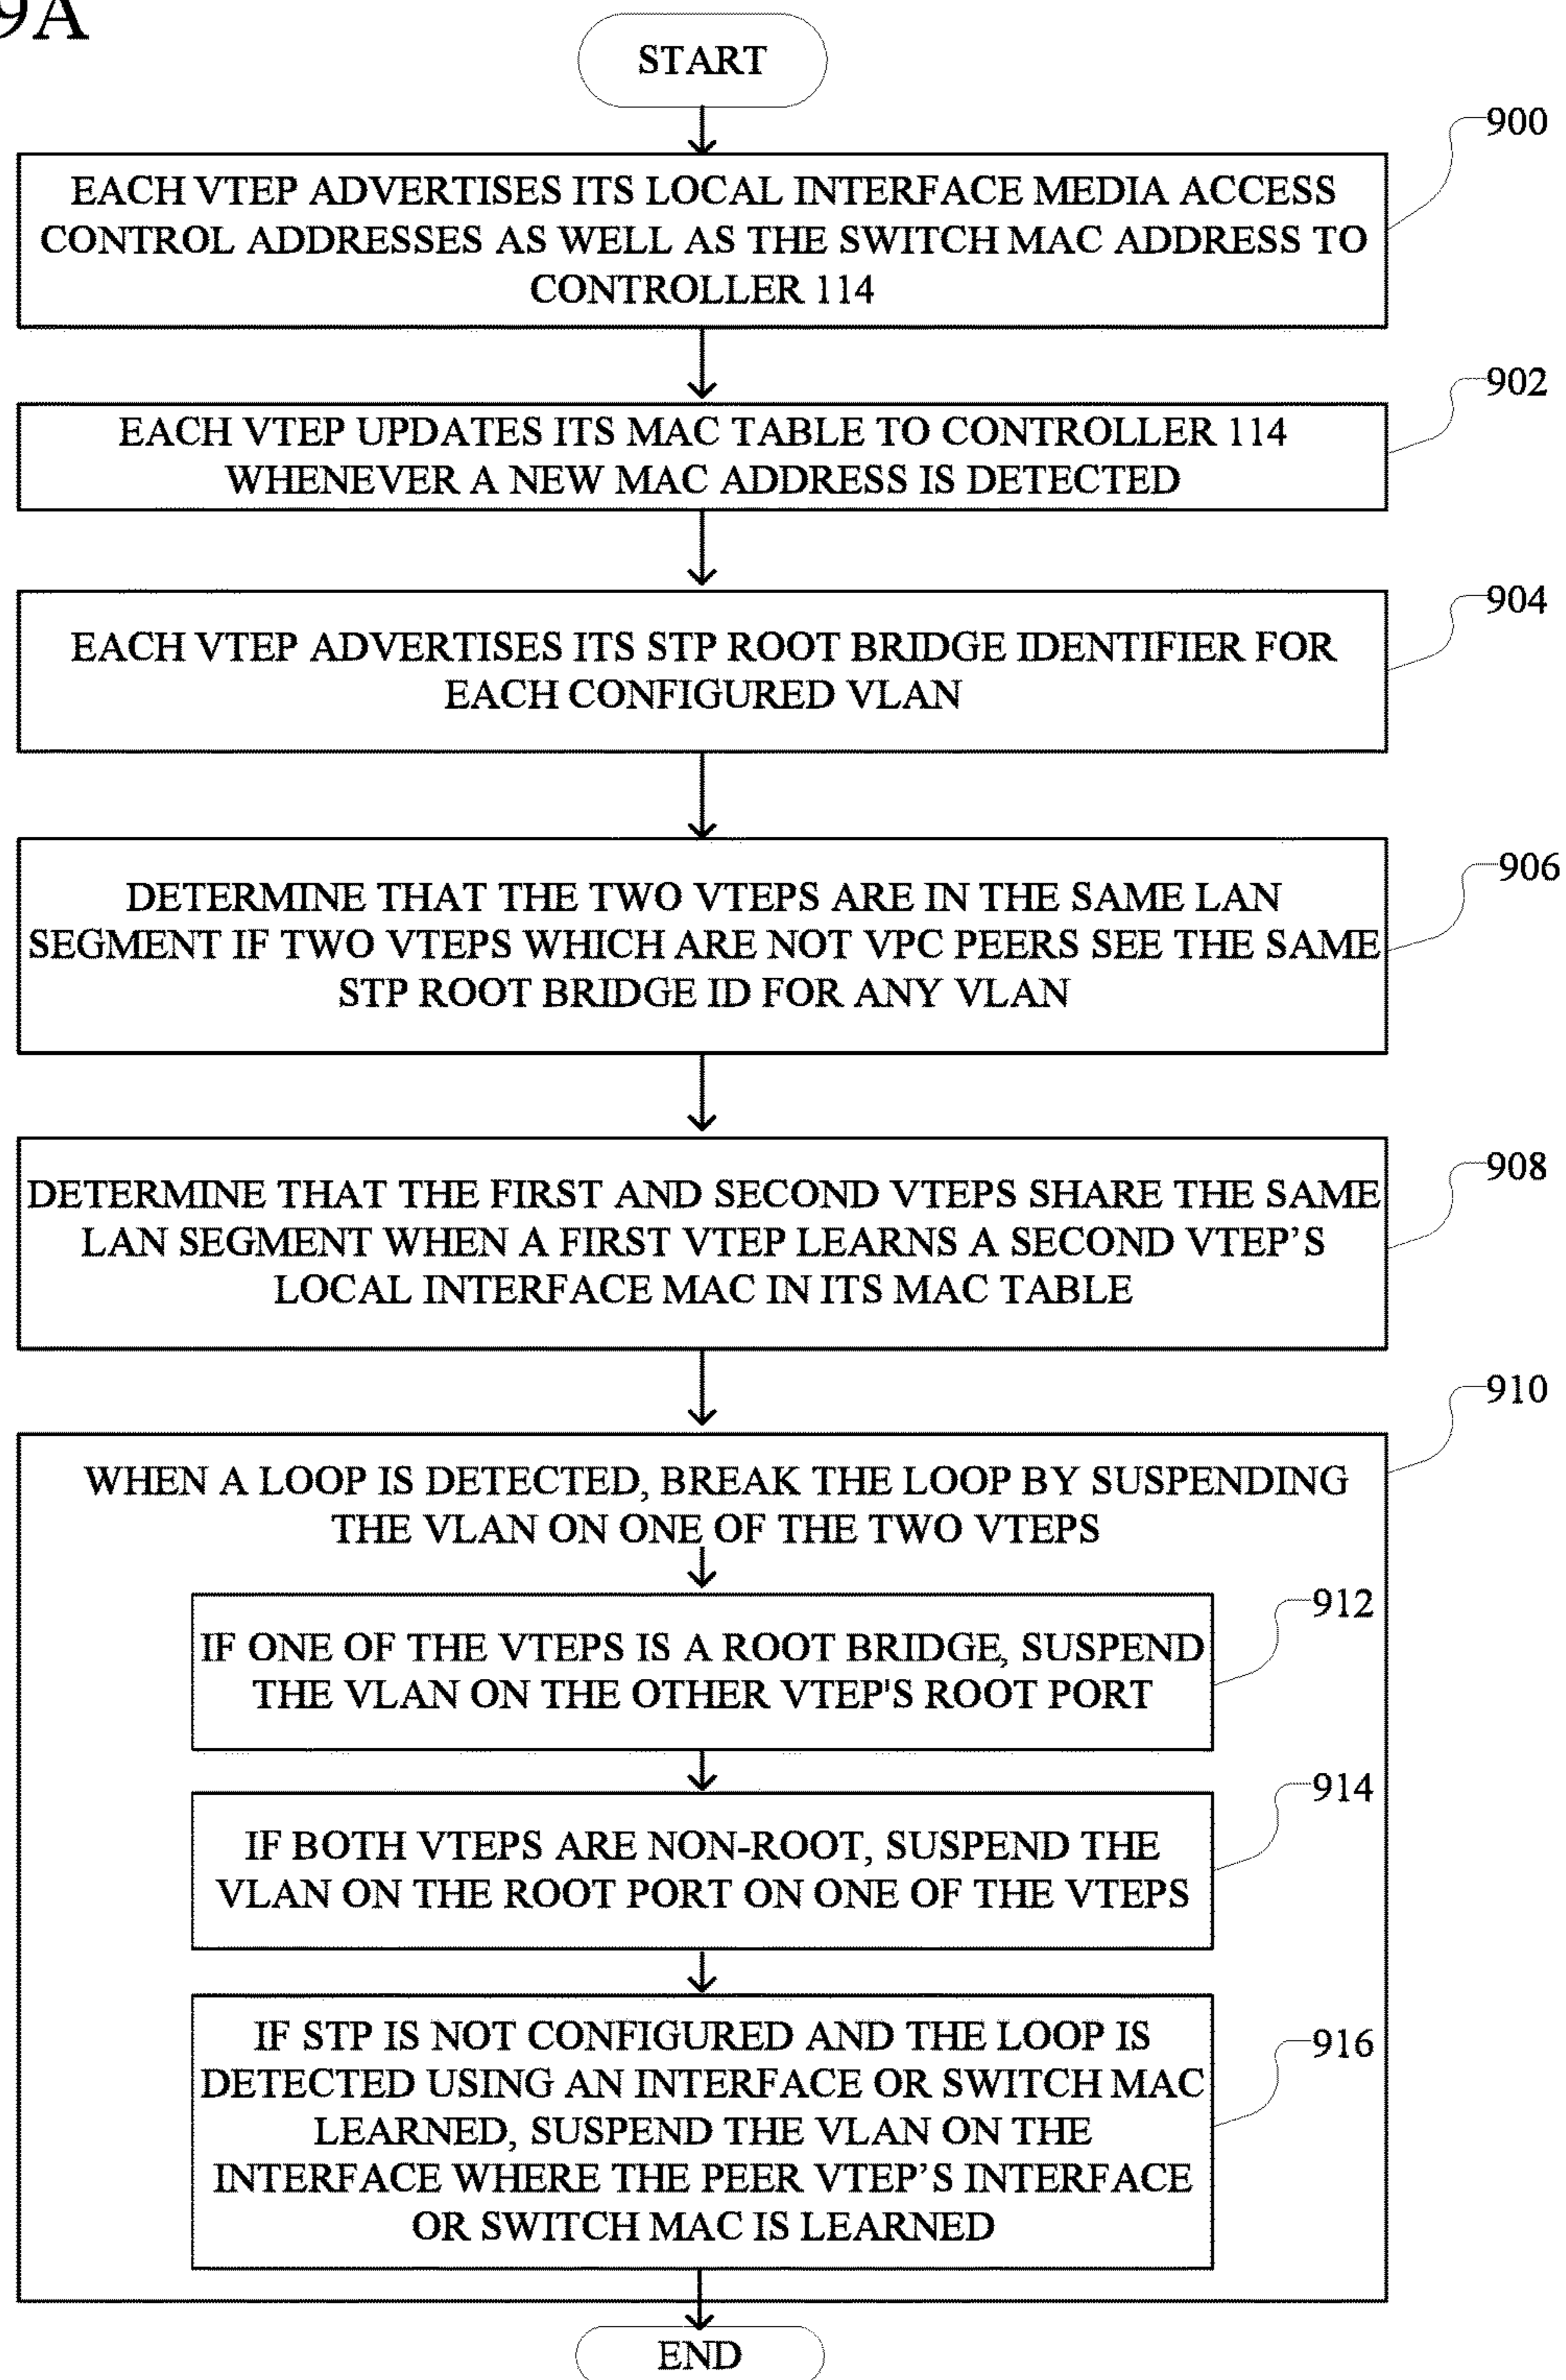 9A
START
900
EACH VTEP ADVERTISES ITS LOCAL INTERFACE MEDIA ACCESS
CONTROL ADDRESSES AS WELL AS THE SWITCH MAC ADDRESS TO
CONTROLLER 114
902
EACH VTEP UPDATES ITS MAC TABLE TO CONTROLLER 114
WHENEVER A NEW MAC ADDRESS IS DETECTED
904
EACH VTEP ADVERTISES ITS STP ROOT BRIDGE IDENTIFIER FOR
EACH CONFIGURED VLAN
906
DETERMINE THAT THE TWO VTEPS ARE IN THE SAME LAN
SEGMENT IF TWO VTEPS WHICH ARE NOT VPC PEERS SEE THE SAME
STP ROOT BRIDGE ID FOR ANY VLAN
908
DETERMINE THAT THE FIRST AND SECOND VTEPS SHARE THE SAME
LAN SEGMENT WHEN A FIRST VTEP LEARNS A SECOND VTEP’S
LOCAL INTERFACE MAC IN ITS MAC TABLE
910
WHEN A LOOP IS DETECTED, BREAK THE LOOP BY SUSPENDING
THE VLAN ON ONE OF THE TWO VTEPS
912
IF ONE OF THE VTEPS IS A ROOT BRIDGE, SUSPEND
THE VLAN ON THE OTHER VTEP'S ROOT PORT
914
IF BOTH VTEPS ARE NON-ROOT, SUSPEND THE
VLAN ON THE ROOT PORT ON ONE OF THE VTEPS
916
IF STP IS NOT CONFIGURED AND THE LOOP IS
DETECTED USING AN INTERFACE OR SWITCH MAC
LEARNED, SUSPEND THE VLAN ON THE
INTERFACE WHERE THE PEER VTEP’S INTERFACE
OR SWITCH MAC IS LEARNED
END